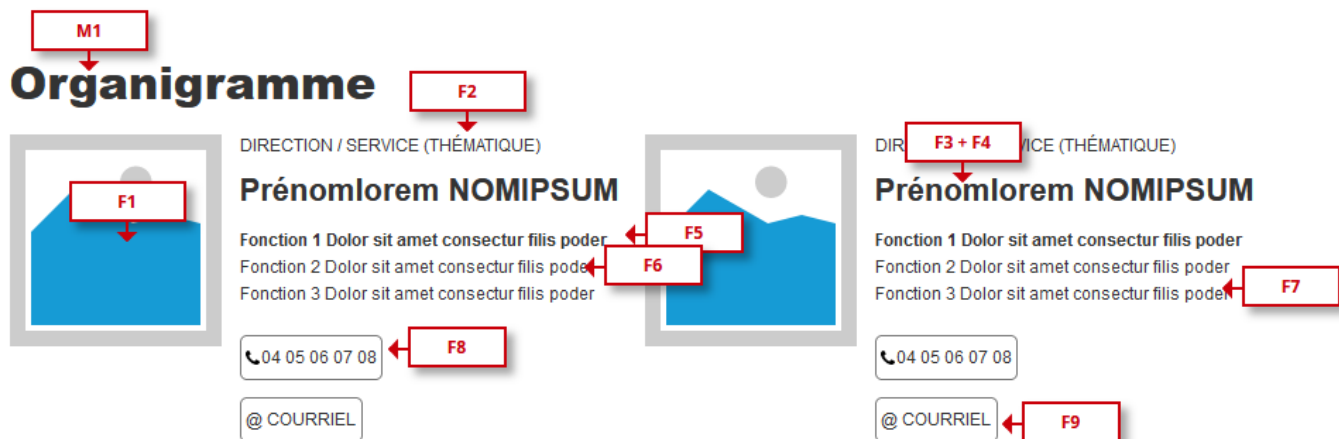 M1
Organigramme
F2
DIRECTION / SERVICE (THÉMATIQUE)
F1
Prénomlorem NOMIPSUM
Fonction 1 Dolor sit amet consectur filis poder
F5
Fonction 2 Dolor sit amet consectur filis poder
F6
Fonction 3 Dolor sit amet consectur filis poder
04 05 06 07 08
F8
@ COURRIEL
DIR
F3 + F4
VICE (THÉMATIQUE)
Prénomlorem NOMIPSUM
Fonction 1 Dolor sit amet consectur filis poder
Fonction 2 Dolor sit amet consectur filis poder
Fonction 3 Dolor sit amet consectur filis poder
F7
04 05 06 07 08
@ COURRIEL
F9